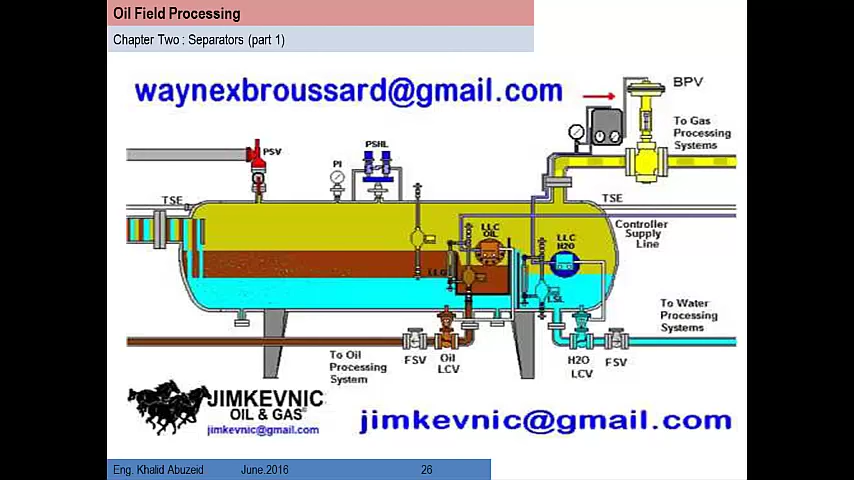 Oil Field Processing
Chapter Two : Separators (part 1)
waynexbroussard@gmail.com
BPV
To Gas
Processing
Systems
PSV
PI
PSHL
TSE
TSE
Controller
Supply
Line
LLC
OIL
LLC
H2O
LLG
LSL
To Water
Processing
Systems
To Oil
Processing
System
FSV
Oil
LCV
H2O
LCV
FSV
JIMKEVNIC
OIL & GAS
jimkevnic@gmail.com
jimkevnic@gmail.com
Eng. Khalid Abuzeid June.2016 26